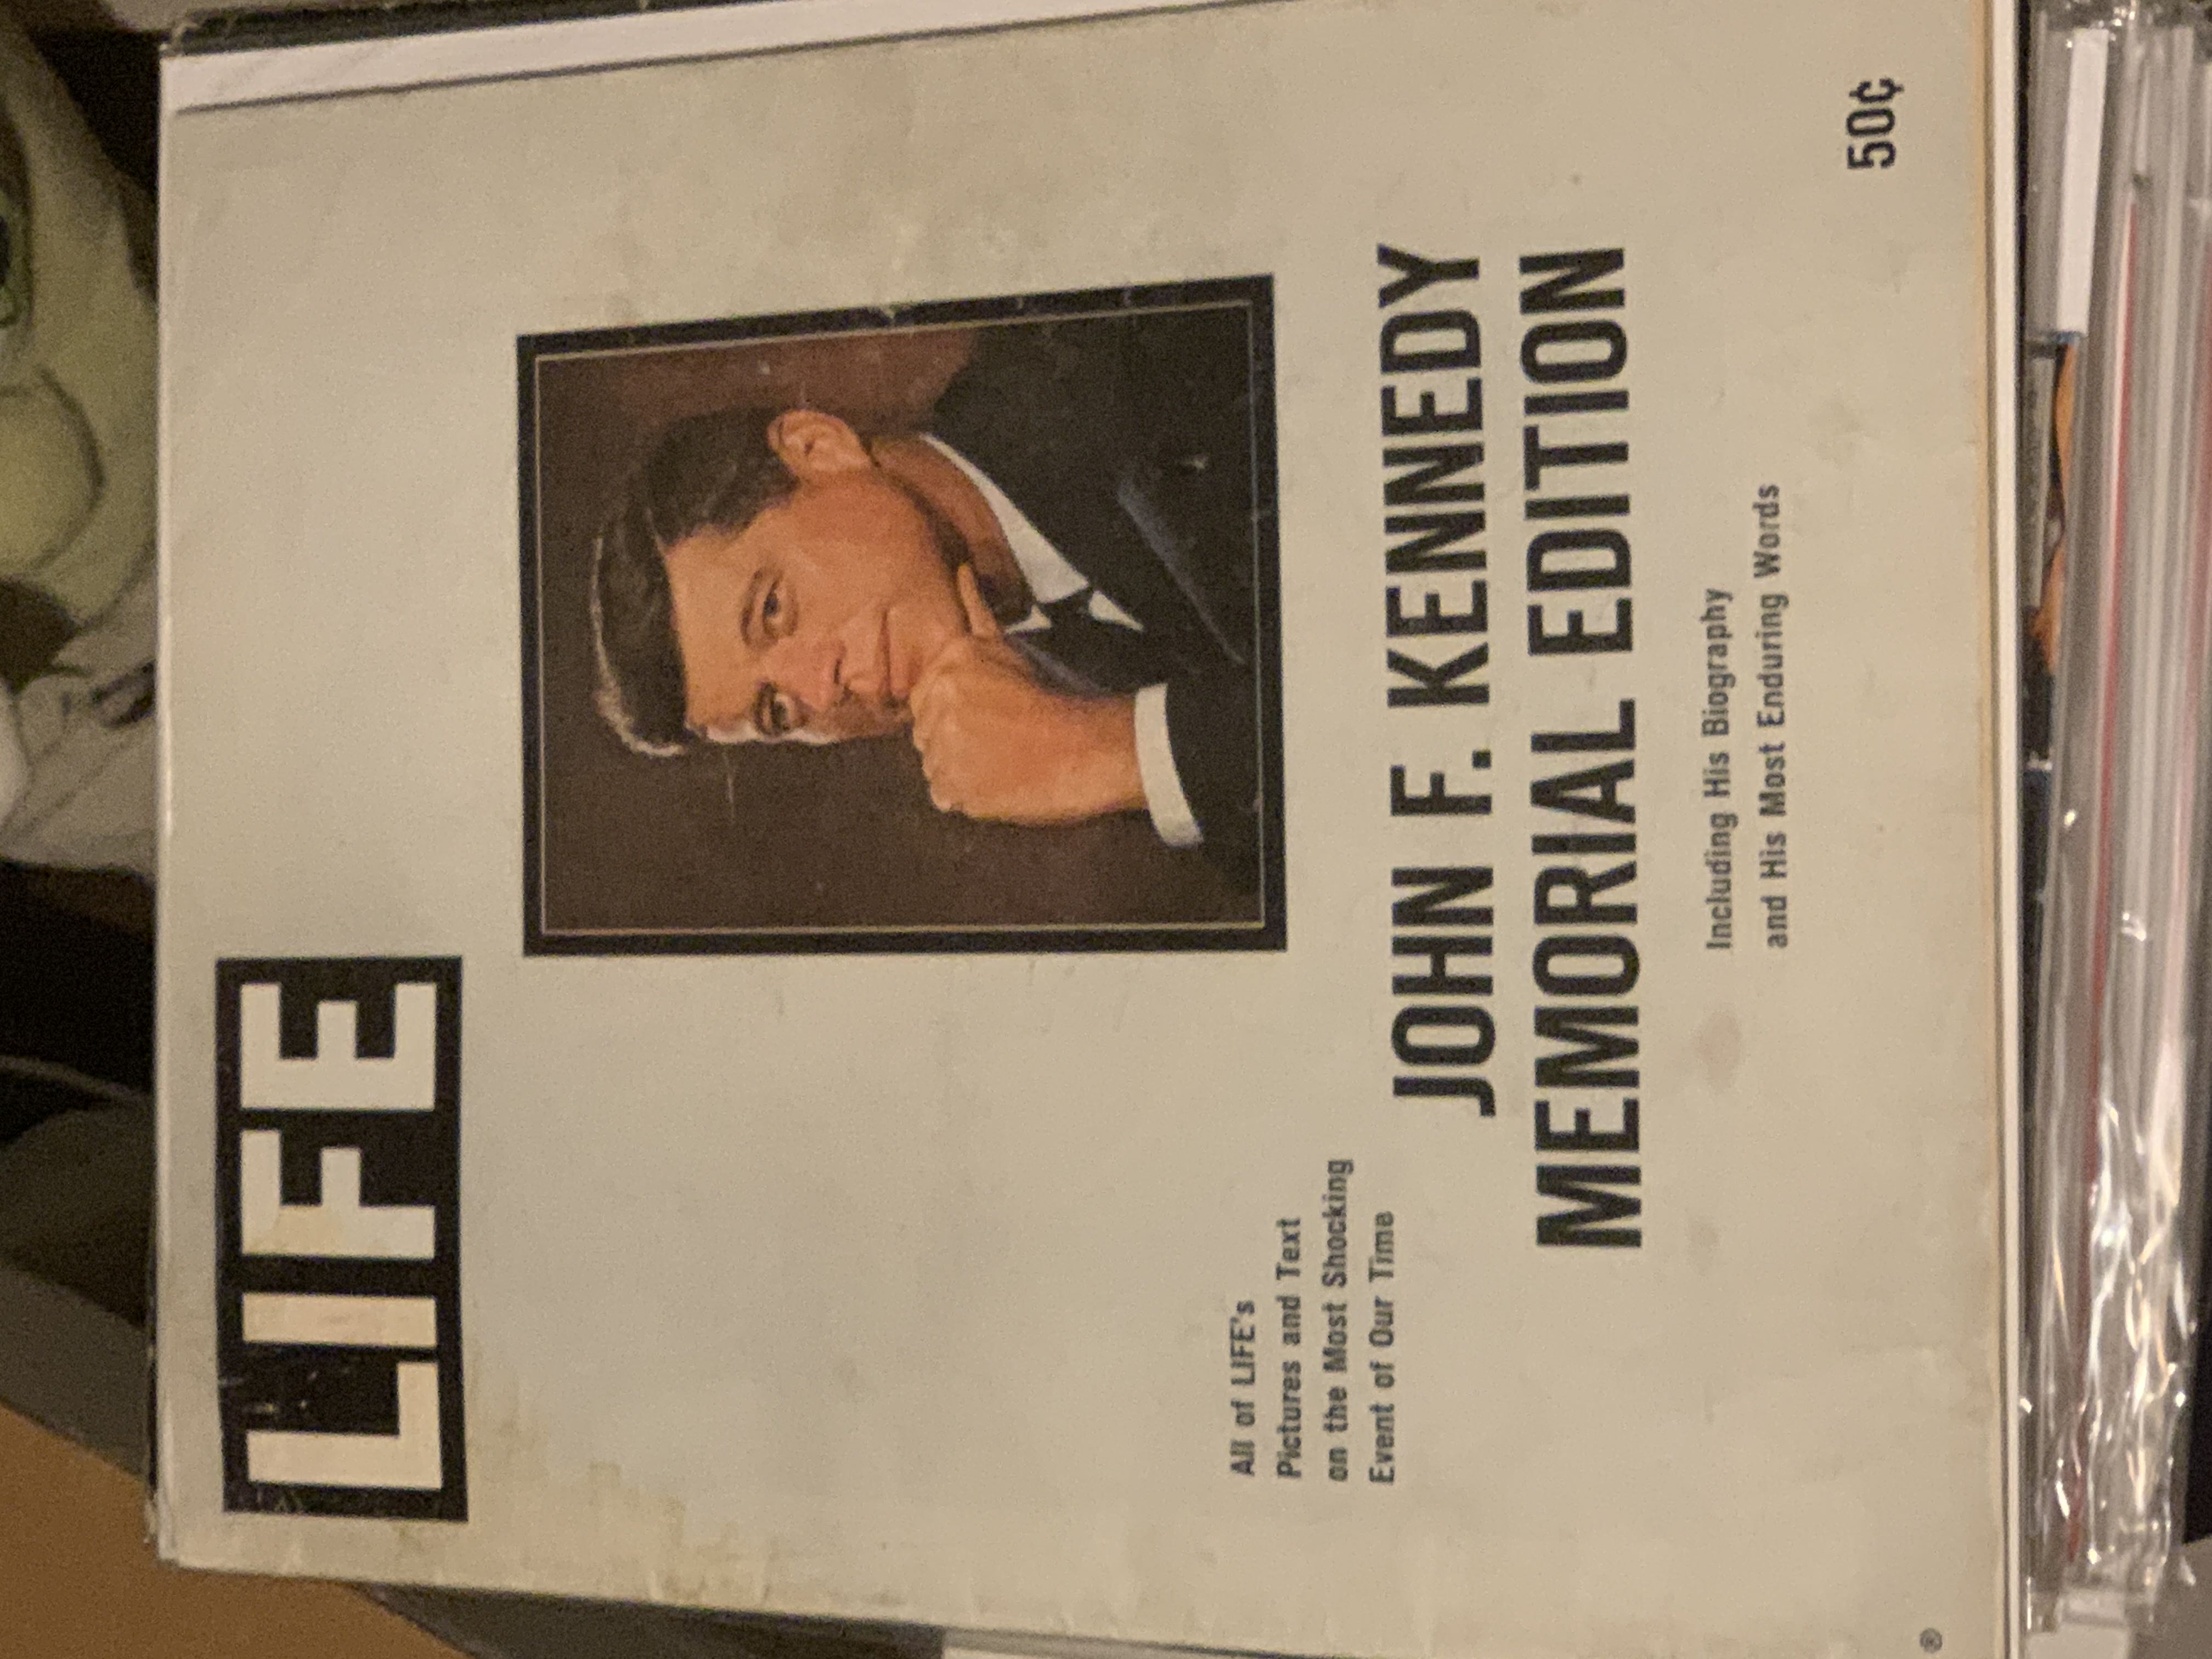 LIFE
All of LIFE's
Pictures and Text
on the Most Shocking
Event of Our Time
JOHN F. KENNEDY
MEMORIAL EDITION
Including His Biography
and His Most Enduring Words
50¢
®